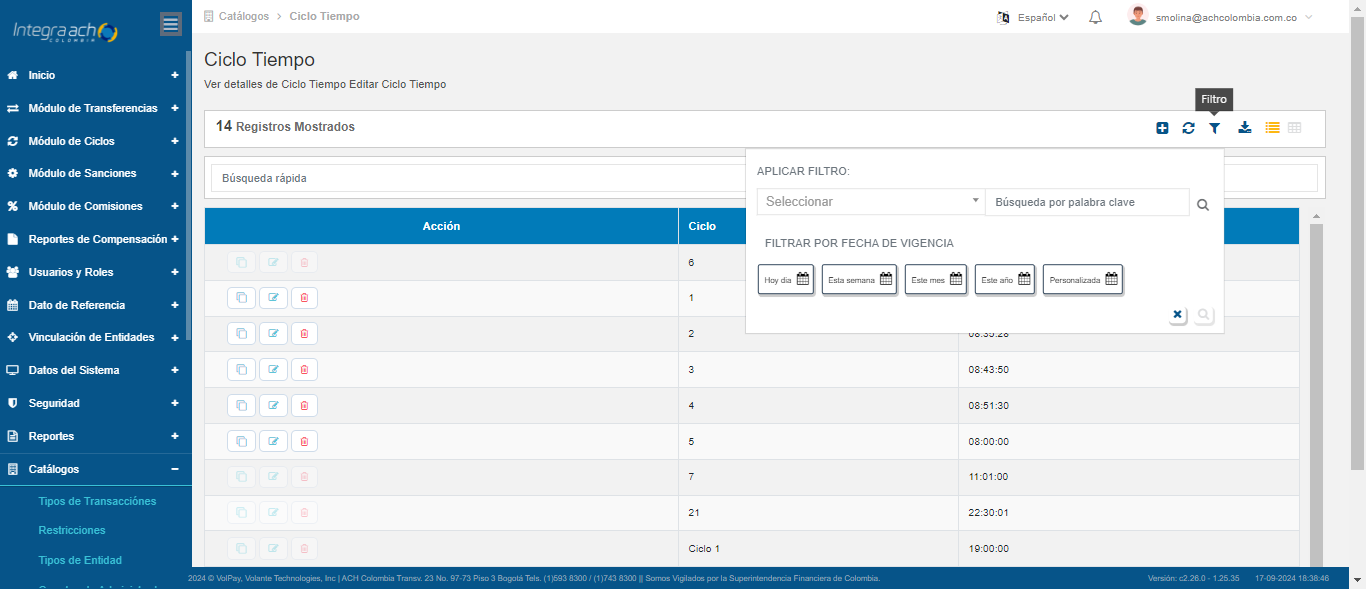 Integra ach
COLOMBIA
Catálogos > Ciclo Tiempo
Español
smolina@achcolombia.com.co
Inicio
Módulo de Transferencias
Módulo de Ciclos
Módulo de Sanciones
Módulo de Comisiones
Reportes de Compensación
Usuarios y Roles
Dato de Referencia
Vinculación de Entidades
Datos del Sistema
Seguridad
Reportes
Catálogos
Tipos de Transacciónes
Restricciones
Tipos de Entidad
Ciclo Tiempo
Ver detalles de Ciclo Tiempo Editar Ciclo Tiempo
Filtro
14 Registros Mostrados
Búsqueda rápida
APLICAR FILTRO:
Seleccionar
Búsqueda por palabra clave
FILTRAR POR FECHA DE VIGENCIA
Hoy día
Esta semana
Este mes
Este año
Personalizada
Acción Ciclo
6
1
2 08:35:28
3 08:43:50
4 08:51:30
5 08:00:00
7 11:01:00
21 22:30:01
Ciclo 1 19:00:00
2024 © VolPay, Volante Technologies, Inc | ACH Colombia Transv. 23 No. 97-73 Piso 3 Bogotá Tels. (1)593 8300 / (1)743 8300 || Somos Vigilados por la Superintendencia Financiera de Colombia.
Versión: c2.26.0 - 1.25.35 17-09-2024 18:38:46